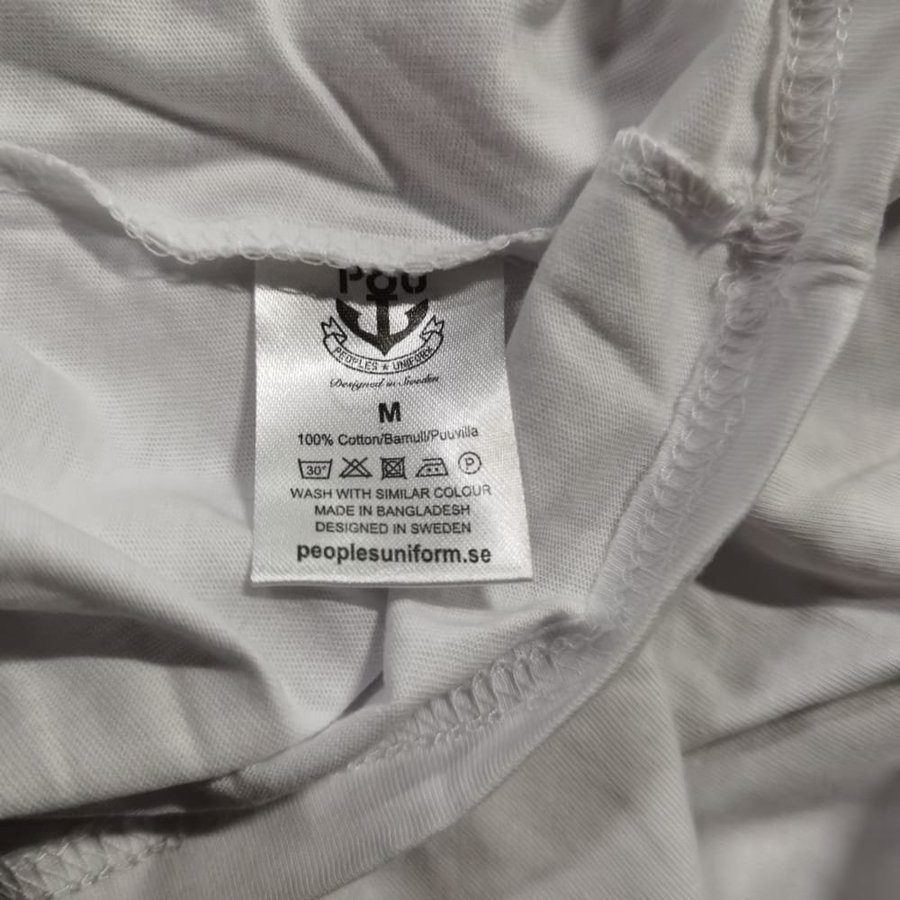 POU
PEOPLES ★ UNIFORM
Designed in Sweden
M
100% Cotton/Bamull/Puuvilla
30°
P
WASH WITH SIMILAR COLOUR
MADE IN BANGLADESH
DESIGNED IN SWEDEN
peoplesuniform.se